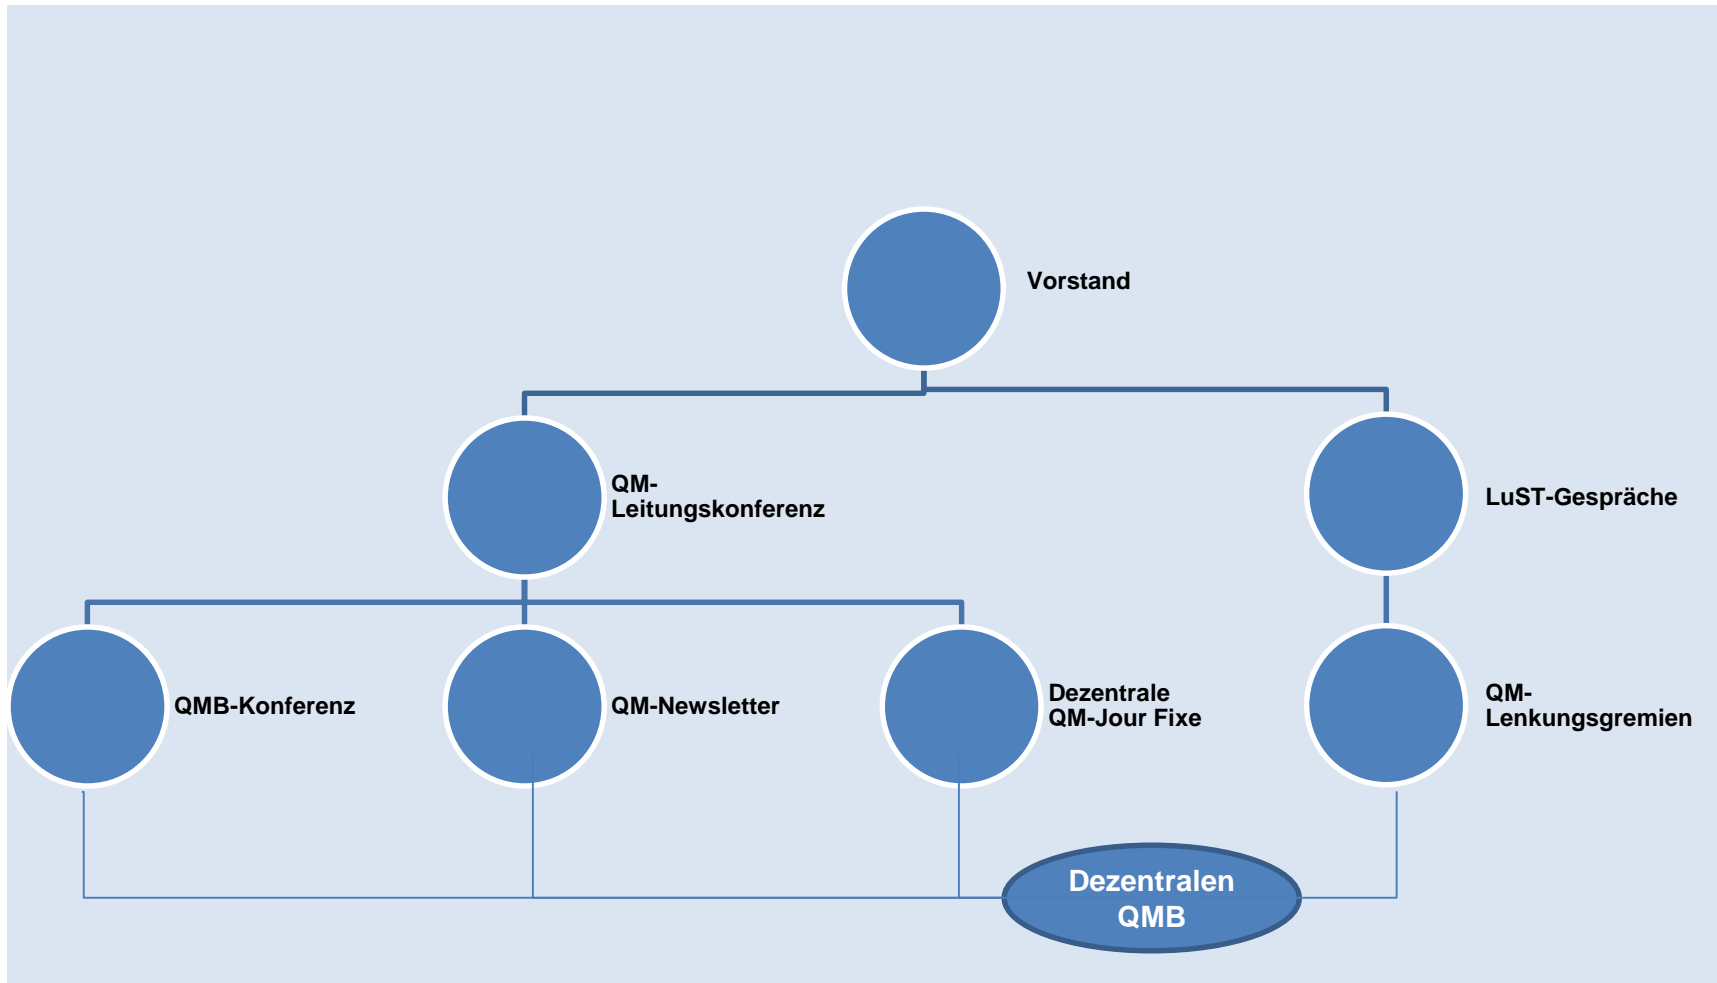 Vorstand
QM-
Leitungskonferenz
LuST-Gespräche
QMB-Konferenz
QM-Newsletter
Dezentrale
QM-Jour Fixe
QM-
Lenkungsgremien
Dezentralen
QMB